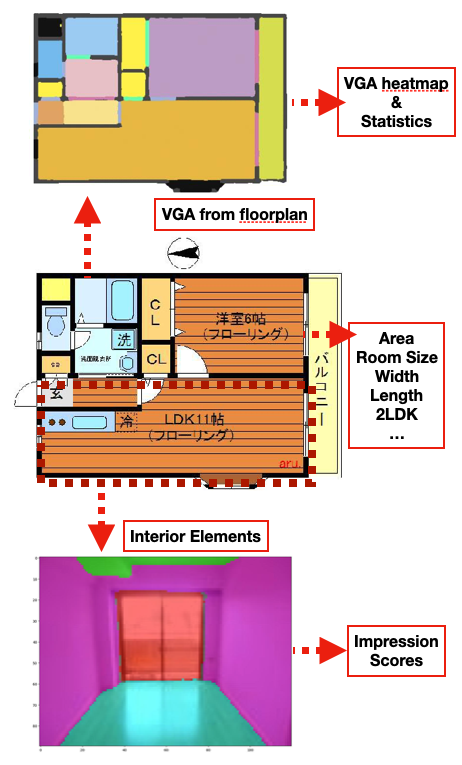 VGA heatmap
&
Statistics
VGA from floorplan
C
L
洋室6帖
(フローリング)
洗
洗面脱衣所
CL
バルコニー
玄
冷
LDK11帖
(フローリング)
aru.
Area
Room Size
Width
Length
2LDK
...
Interior Elements
Impression
Scores